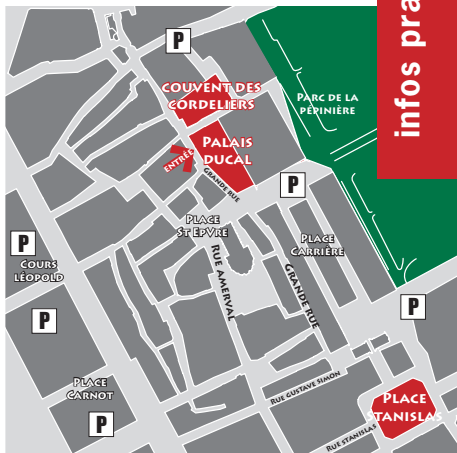 P
infos pra
COUVENT DES
CORDELIERS
PARC DE LA
PÉPINIÈRE
PALAIS
DUCAL
ENTRÉE
GRANDE RUE
P
PLACE
ST EPVRE
P
COURS
LÉOPOLD
PLACE
CARRIÈRE
RUE AMERVAL
GRANDE RUE
P
P
PLACE
CARNOT
RUE GUSTAVE SIMON
PLACE
STANISLAS
P
RUE STANISLAS